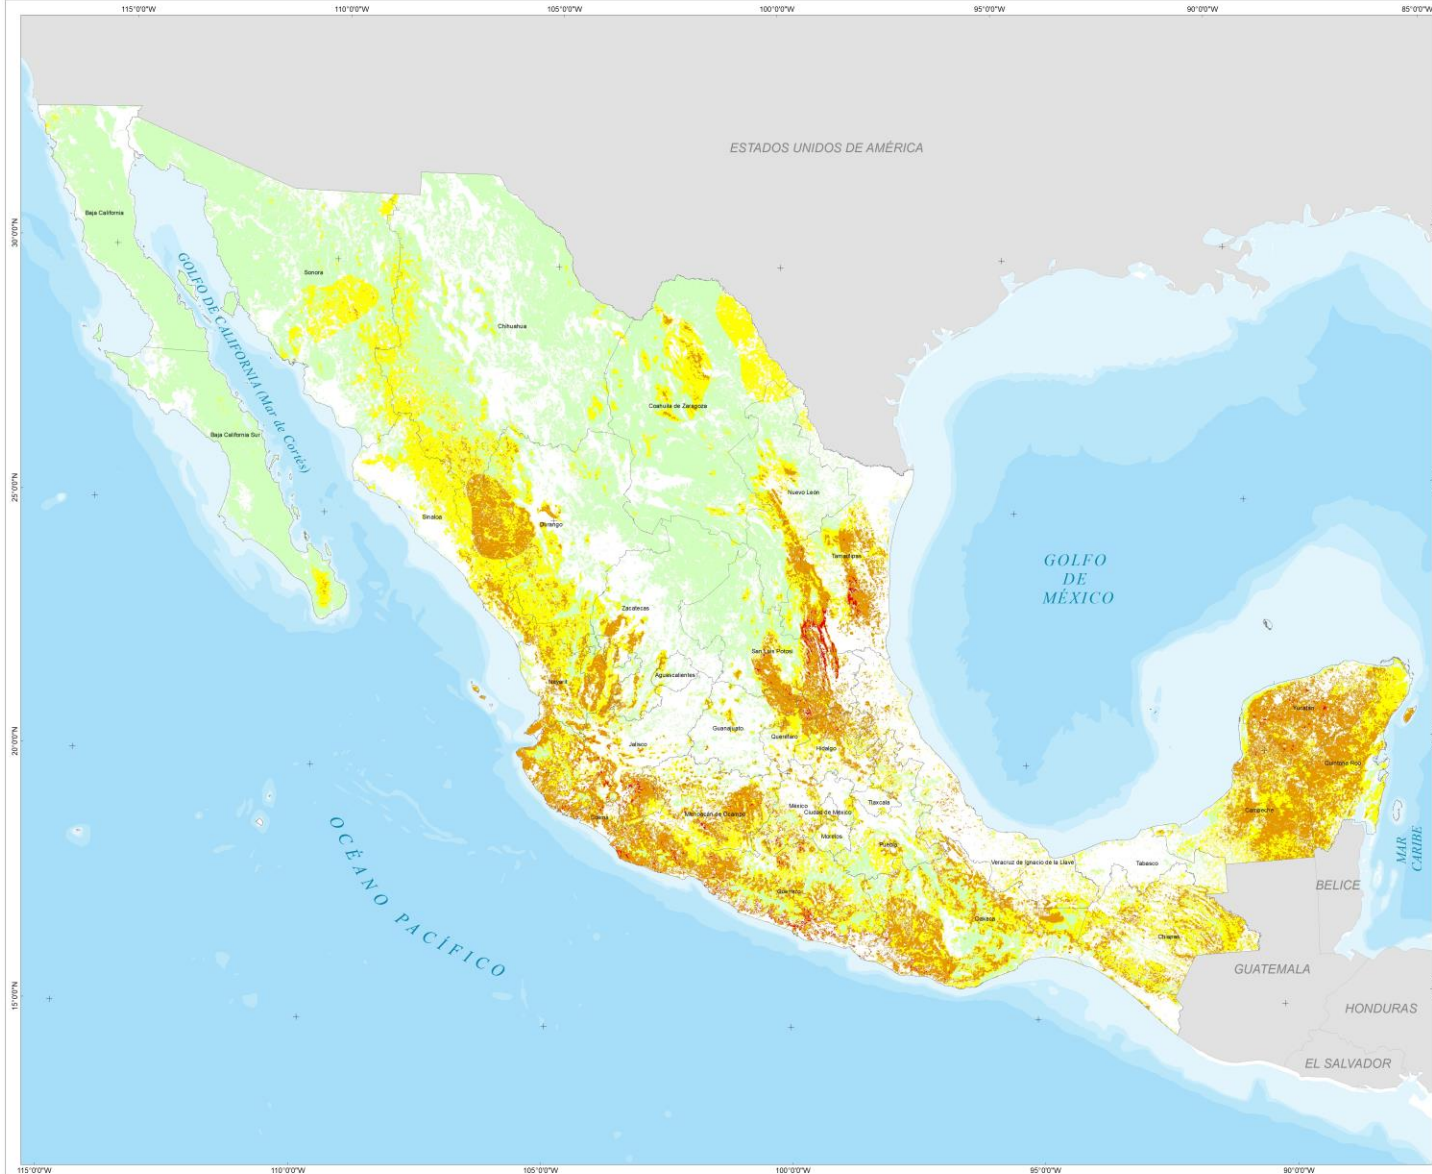 115°0'0"W
110°0'0"W
105°0'0"W
100°0'0"W
95°0'0"W
90°0'0"W
85°0'0"W
ESTADOS UNIDOS DE AMÉRICA
30°0'0"N
Baja California
Sonora
GOLFO DE CALIFORNIA (Mar de Cortés)
Chihuahua
Coahuila de Zaragoza
Baja California Sur
25°0'0"N
Nuevo León
Sinaloa
Durango
Tamaulipas
GOLFO
DE
MÉXICO
Zacatecas
San Luis Potosí
Aguascalientes
Nayarit
Yucatán
20°0'0"N
Guanajuato
Querétaro
Jalisco
Hidalgo
Quintana Roo
México
Tlaxcala
Ciudad de México
Colima
Michoacán de Ocampo
Campeche
Morelos
Puebla
Veracruz de Ignacio de la Llave
Tabasco
MAR
CARIBE
BELICE
Guerrero
Oaxaca
Chiapas
OCÉANO PACÍFICO
GUATEMALA
15°0'0"N
HONDURAS
EL SALVADOR
115°0'0"W
110°0'0"W
105°0'0"W
100°0'0"W
95°0'0"W
90°0'0"W